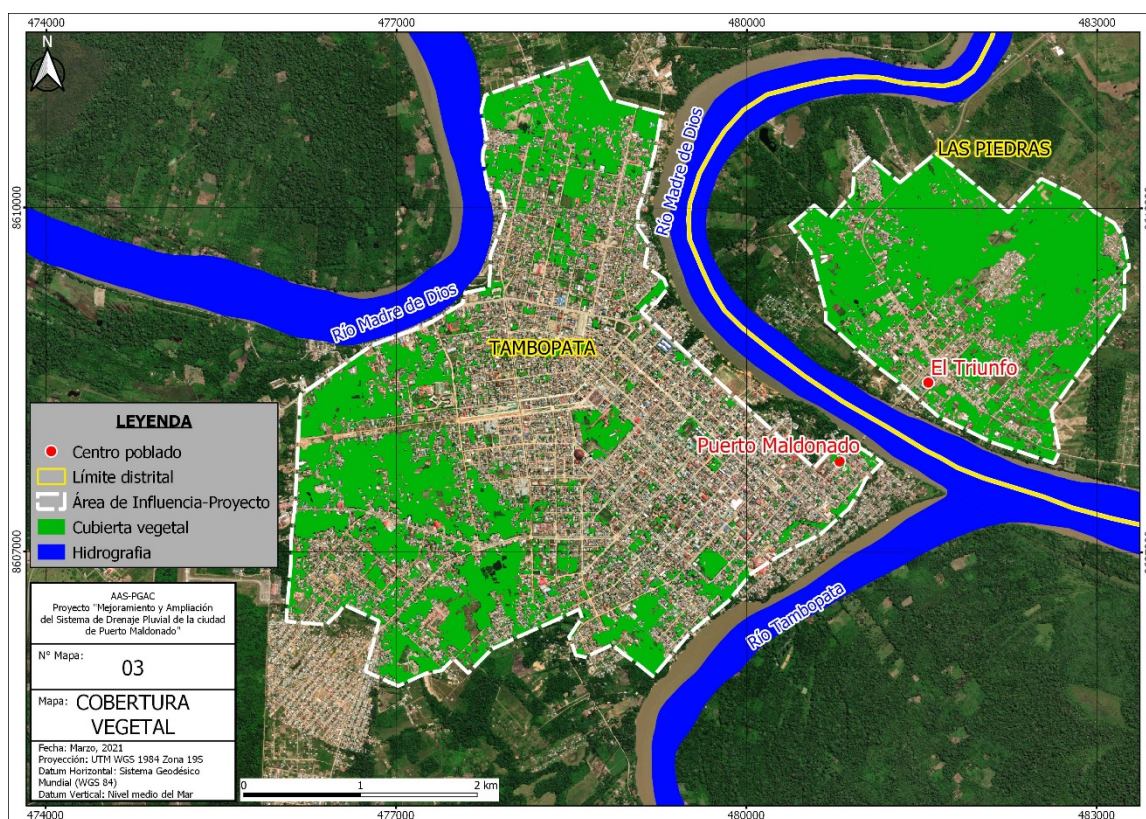 474000
477000
480000
483000
N
8610000
LAS PIEDRAS
Río Madre de Dios
Río Madre de Dios
TAMBOPATA
El Triunfo
Puerto Maldonado
8607000
Río Tambopata
LEYENDA
Centro poblado
Límite distrital
Área de Influencia-Proyecto
Cubierta vegetal
Hidrografia
AAS-PGAC
Proyecto "Mejoramiento y Ampliación
del Sistema de Drenaje Pluvial de la ciudad
de Puerto Maldonado"
N° Mapa:
03
Mapa: COBERTURA
VEGETAL
Fecha: Marzo, 2021
Proyección: UTM WGS 1984 Zona 19S
Datum Horizontal: Sistema Geodésico
Mundial (WGS 84)
Datum Vertical: Nivel medio del Mar
0 1 2 km
474000
477000
480000
483000